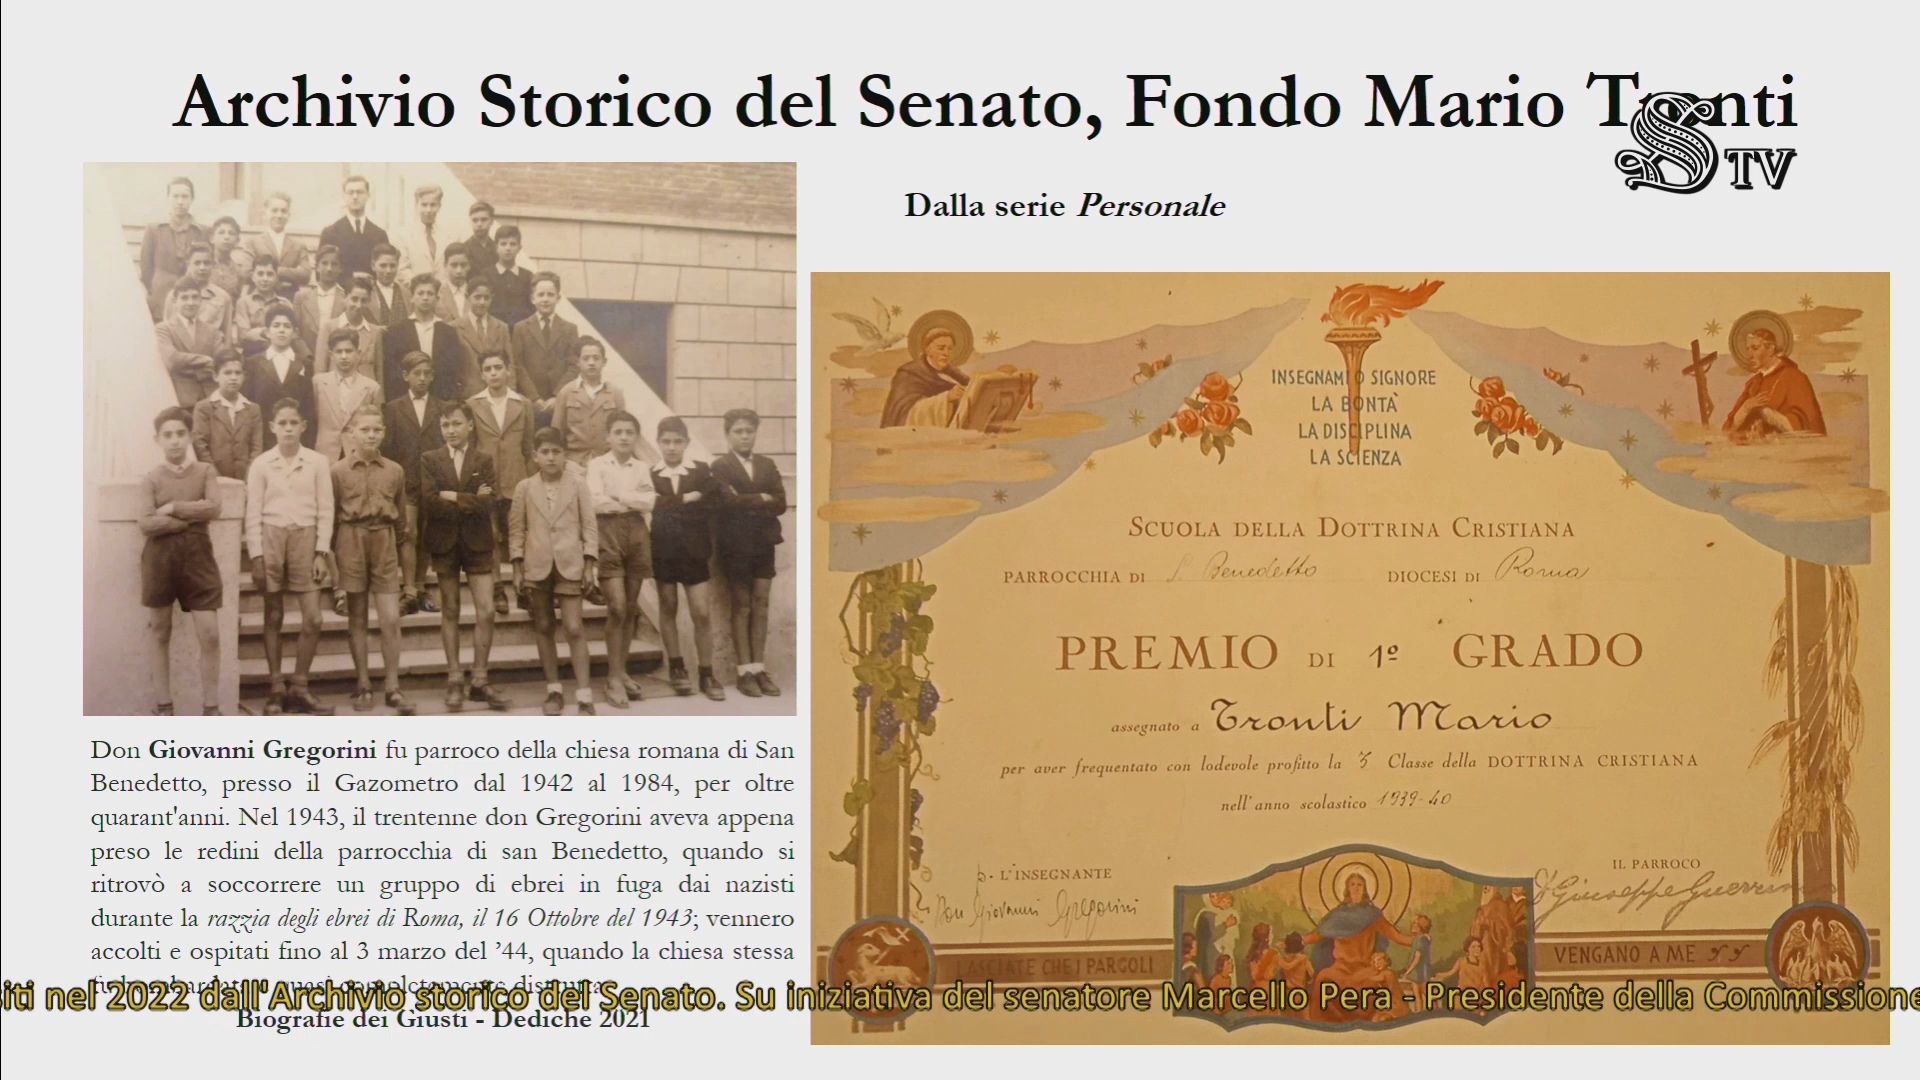 Archivio Storico del Senato, Fondo Mario Tronti
S TV
Dalla serie Personale
Don Giovanni Gregorini fu parroco della chiesa romana di San
Benedetto, presso il Gazometro dal 1942 al 1984, per oltre
quarant'anni. Nel 1943, il trentenne don Gregorini aveva appena
preso le redini della parrocchia di san Benedetto, quando si
ritrovò a soccorrere un gruppo di ebrei in fuga dai nazisti
durante la razzia degli ebrei di Roma, il 16 Ottobre del 1943; vennero
accolti e ospitati fino al 3 marzo del ’44, quando la chiesa stessa
Biografie dei Giusti - Dediche 2021
INSEGNAMI O SIGNORE
LA BONTÀ
LA DISCIPLINA
LA SCIENZA
SCUOLA DELLA DOTTRINA CRISTIANA
PARROCCHIA DI S. Benedetto DIOCESI DI Roma
PREMIO DI 1º GRADO
assegnato a Tronti Mario
per aver frequentato con lodevole profitto la Classe della DOTTRINA CRISTIANA
nell'anno scolastico 1939-40
p. L'INSEGNANTE
Don Giovanni Gregorini
IL PARROCO
Giuseppe
LASCIATE CHE I PARGOLI
VENGANO A ME
nel 2022 dall'Archivio storico del Senato. Su iniziativa del senatore Marcello Pera - Presidente della Commissione